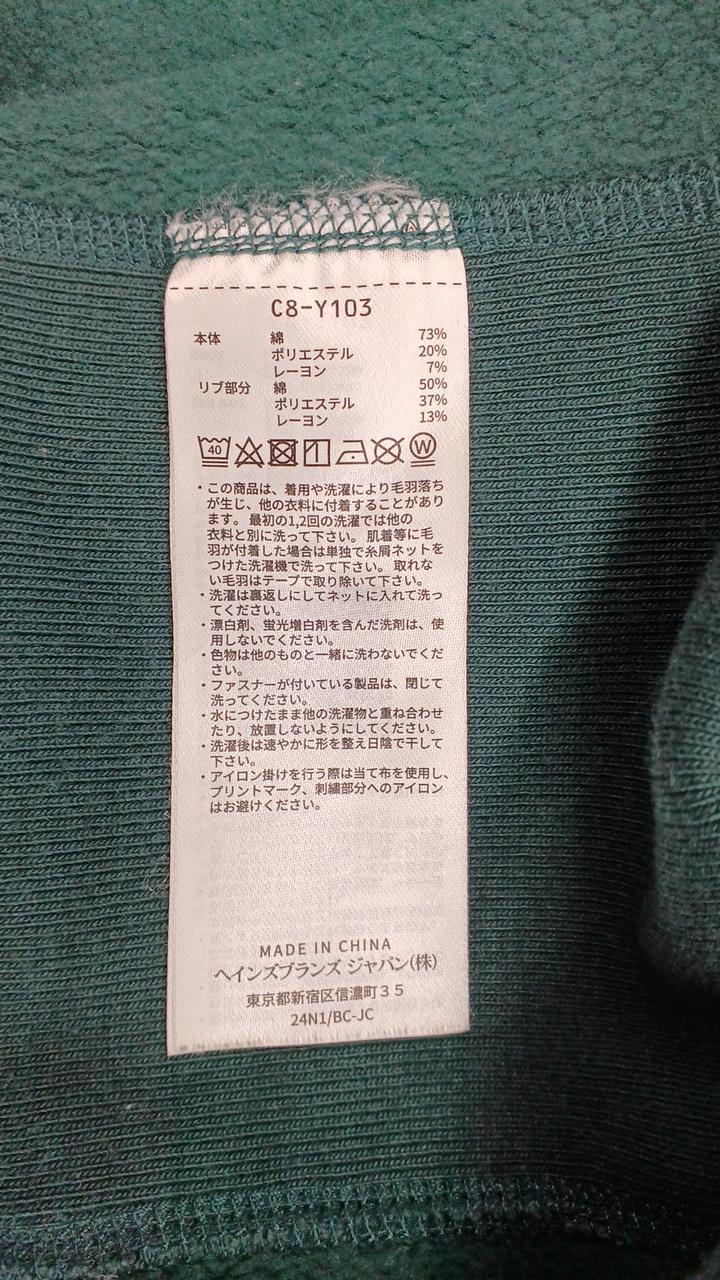 C8-Y103
本体 綿 73%
ポリエステル 20%
レーヨン 7%
リブ部分 綿 50%
ポリエステル 37%
レーヨン 13%
40 W
・この商品は、着用や洗濯により毛羽落ち
が生じ、他の衣料に付着することがあり
ます。最初の1,2回の洗濯では他の
衣料と別に洗って下さい。肌着等に毛
羽が付着した場合は単独で糸屑ネットを
つけた洗濯機で洗って下さい。取れな
い毛羽はテープで取り除いて下さい。
・洗濯は裏返しにしてネットに入れて洗っ
てください。
・漂白剤、蛍光増白剤を含んだ洗剤は、使
用しないでください。
・色物は他のものと一緒に洗わないでくだ
さい。
・ファスナーが付いている製品は、閉じて
洗ってください。
・水につけたまま他の洗濯物と重ね合わせ
たり、放置しないようにしてください。
・洗濯後は速やかに形を整え日陰で干して
下さい。
・アイロン掛けを行う際は当て布を使用し、
プリントマーク、刺繍部分へのアイロン
はお避けください。
MADE IN CHINA
ヘインズブランズ ジャパン(株)
東京都新宿区信濃町３５
24N1/BC-JC